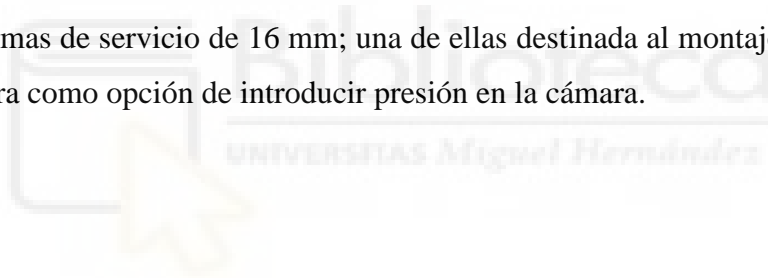 mas de servicio de 16 mm; una de ellas destinada al montaj
ra como opción de introducir presión en la cámara.
Biblioteca
UNIVERSITAS Miguel Hernández